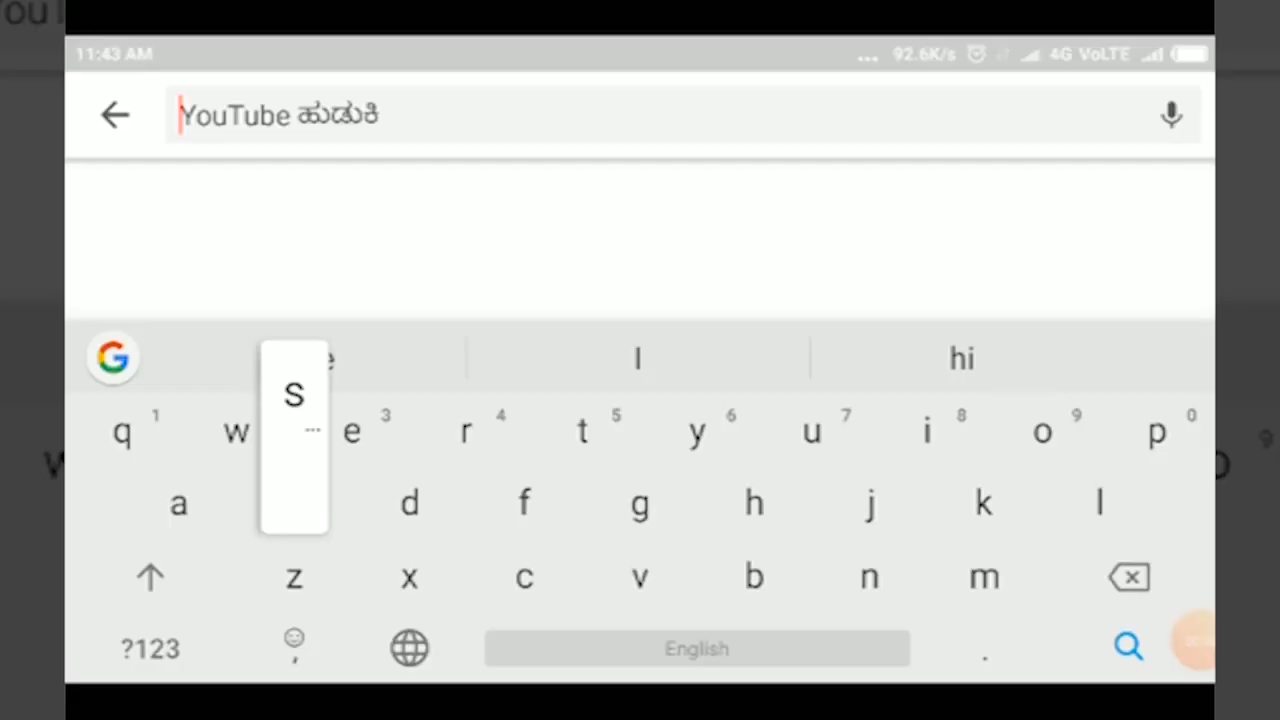 11:43 AM ... 92.6K/s 4G VoLTE
YouTube ಹುಡುಕಿ
I hi
q 1 w e 3 r 4 t 5 y 6 u 7 i 8 o 9 p 0
S
a d f g h j k l
z x c v b n m
?123 , English .